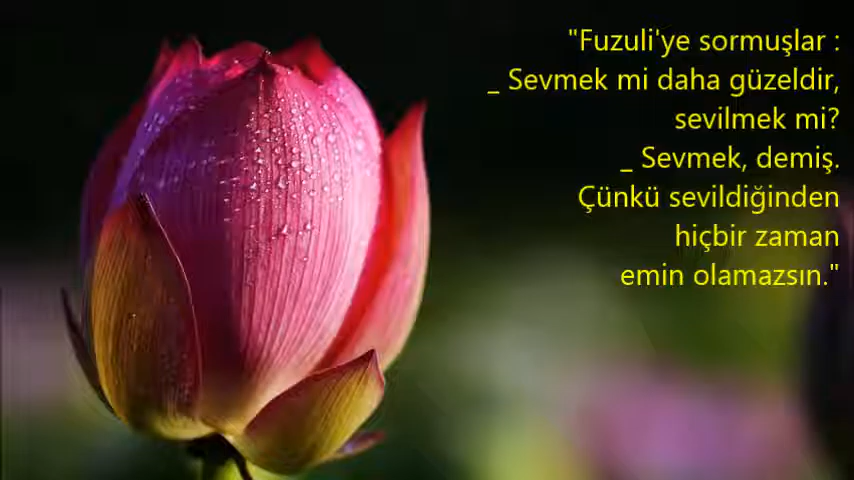 "Fuzuli'ye sormuşlar :
_ Sevmek mi daha güzeldir,
sevilmek mi?
_ Sevmek, demiş.
Çünkü sevildiğinden
hiçbir zaman
emin olamazsın."